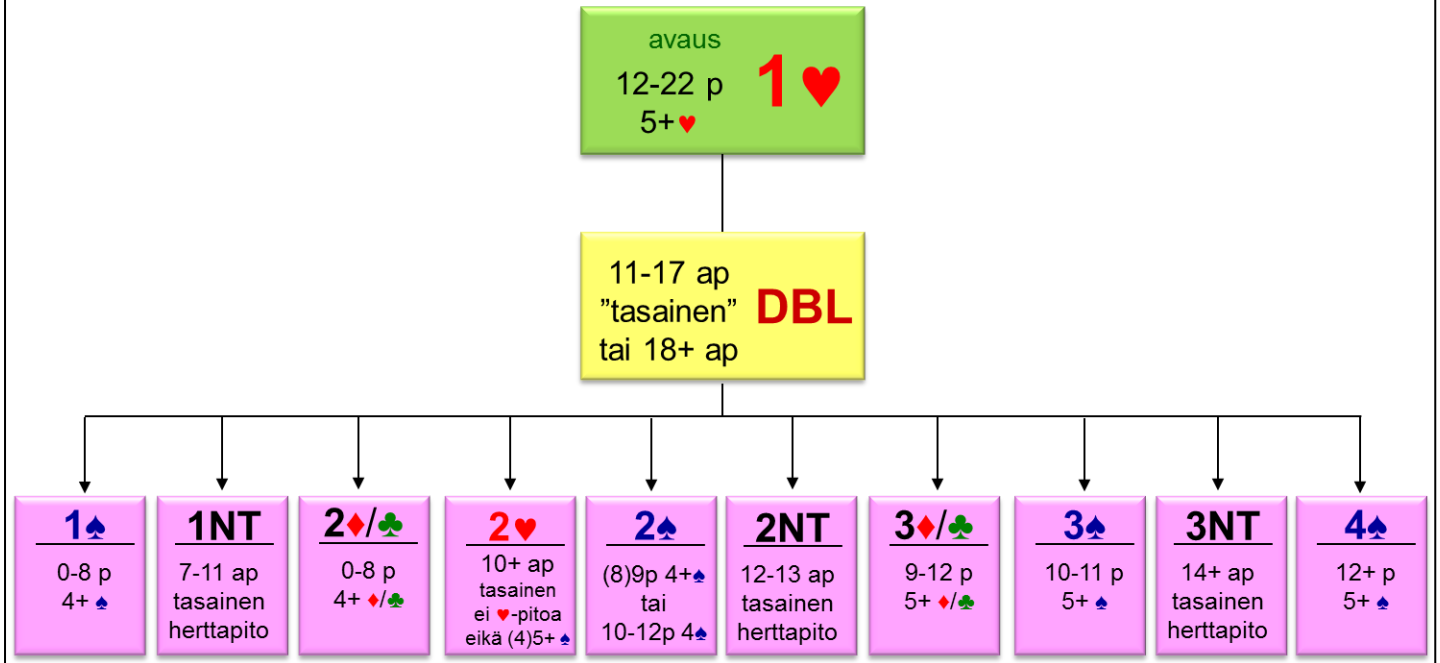 avaus
12-22 p 1♥
5+♥
11-17 ap
”tasainen” DBL
tai 18+ ap
1♠
0-8 p
4+ ♠
1NT
7-11 ap
tasainen
herttapito
2♦/♣
0-8 p
4+ ♦/♣
2♥
10+ ap
tasainen
ei ♥-pitoa
eikä (4)5+ ♠
2♠
(8)9p 4+♠
tai
10-12p 4♠
2NT
12-13 ap
tasainen
herttapito
3♦/♣
9-12 p
5+ ♦/♣
3♠
10-11 p
5+ ♠
3NT
14+ ap
tasainen
herttapito
4♠
12+ p
5+ ♠